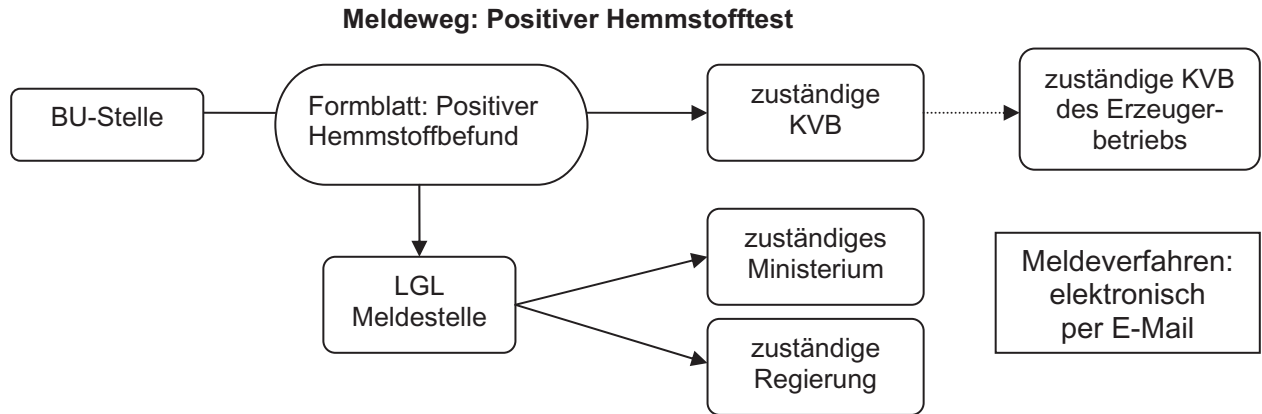 Meldeweg: Positiver Hemmstofftest
BU-Stelle
Formblatt: Positiver
Hemmstoffbefund
zuständige
KVB
zuständige KVB
des Erzeuger-
betriebs
LGL
Meldestelle
zuständiges
Ministerium
zuständige
Regierung
Meldeverfahren:
elektronisch
per E-Mail